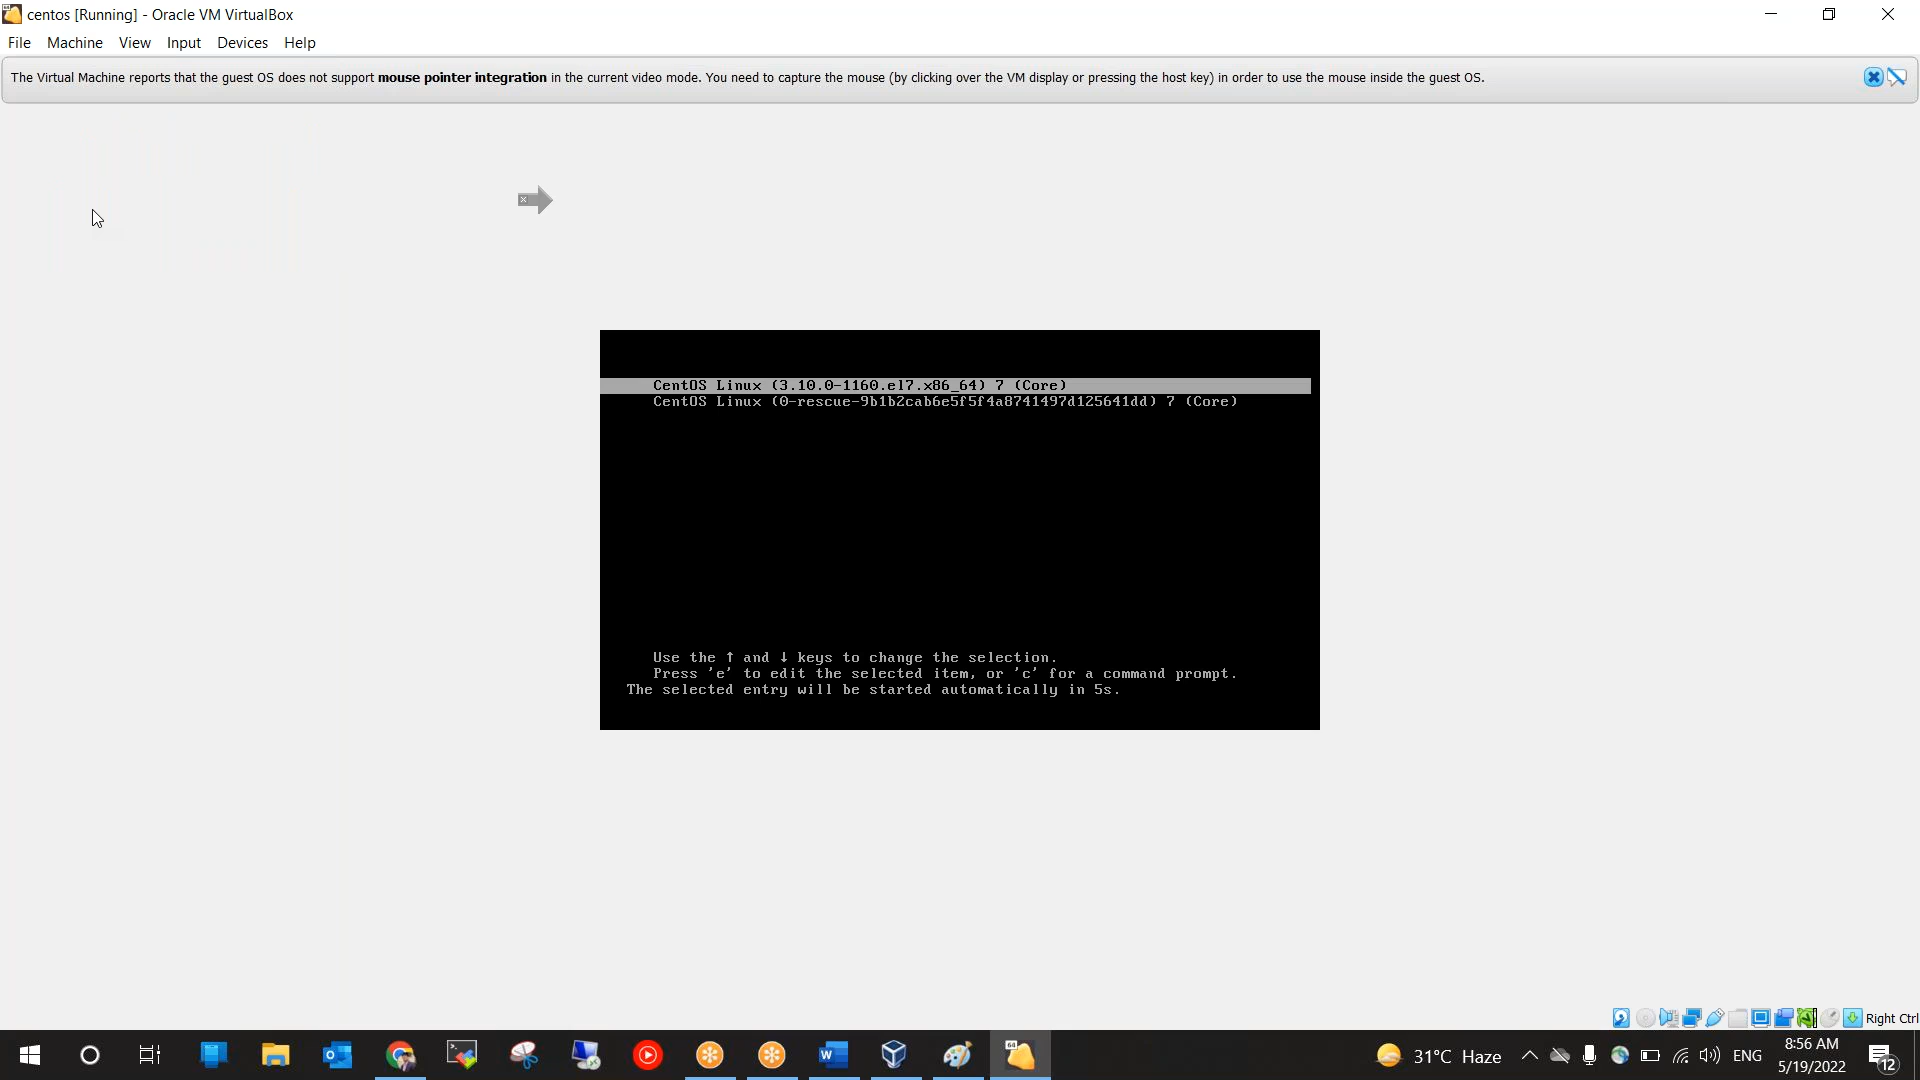 centos [Running] - Oracle VM VirtualBox
File Machine View Input Devices Help
The Virtual Machine reports that the guest OS does not support mouse pointer integration in the current video mode. You need to capture the mouse (by clicking over the VM display or pressing the host key) in order to use the mouse inside the guest OS.
CentOS Linux (3.10.0-1160.el7.x86_64) 7 (Core)
CentOS Linux (0-rescue-9b1b2cab6e5f5f4a8741497d125641dd) 7 (Core)
Use the ↑ and ↓ keys to change the selection.
Press 'e' to edit the selected item, or 'c' for a command prompt.
The selected entry will be started automatically in 5s.
Right Ctrl
31°C Haze
ENG
8:56 AM
5/19/2022
12